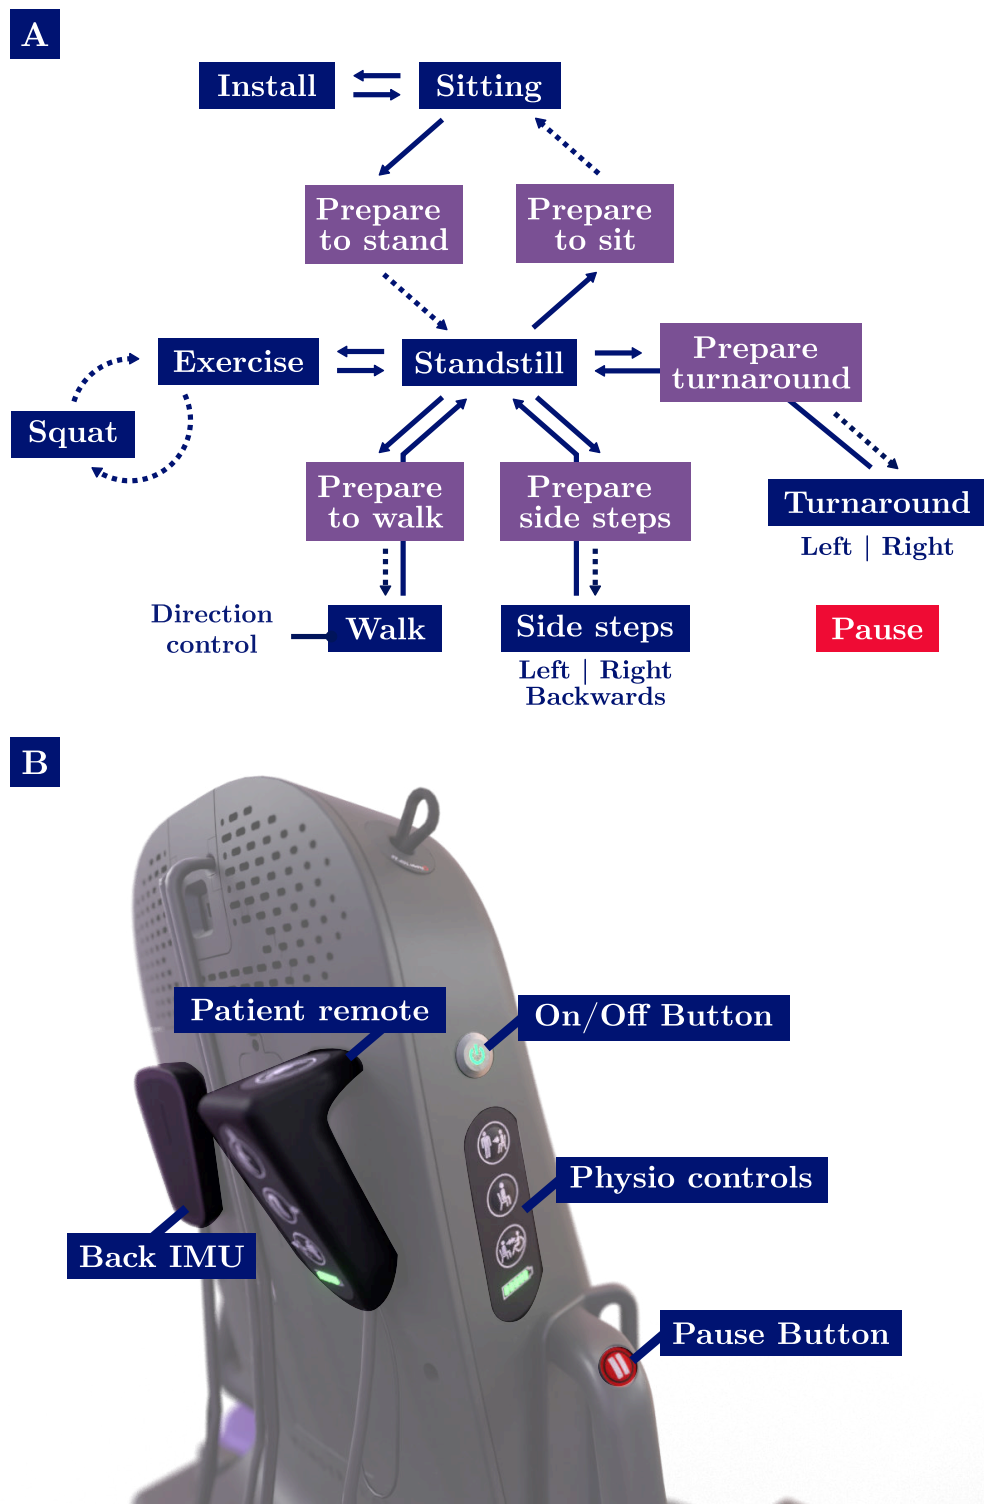 A
Install
Sitting
Prepare
to stand
Prepare
to sit
Exercise
Standstill
Prepare
turnaround
Squat
Prepare
to walk
Prepare
side steps
Turnaround
Left | Right
Direction
control
Walk
Side steps
Left | Right
Backwards
Pause
B
Patient remote
On/Off Button
Physio controls
Back IMU
Pause Button